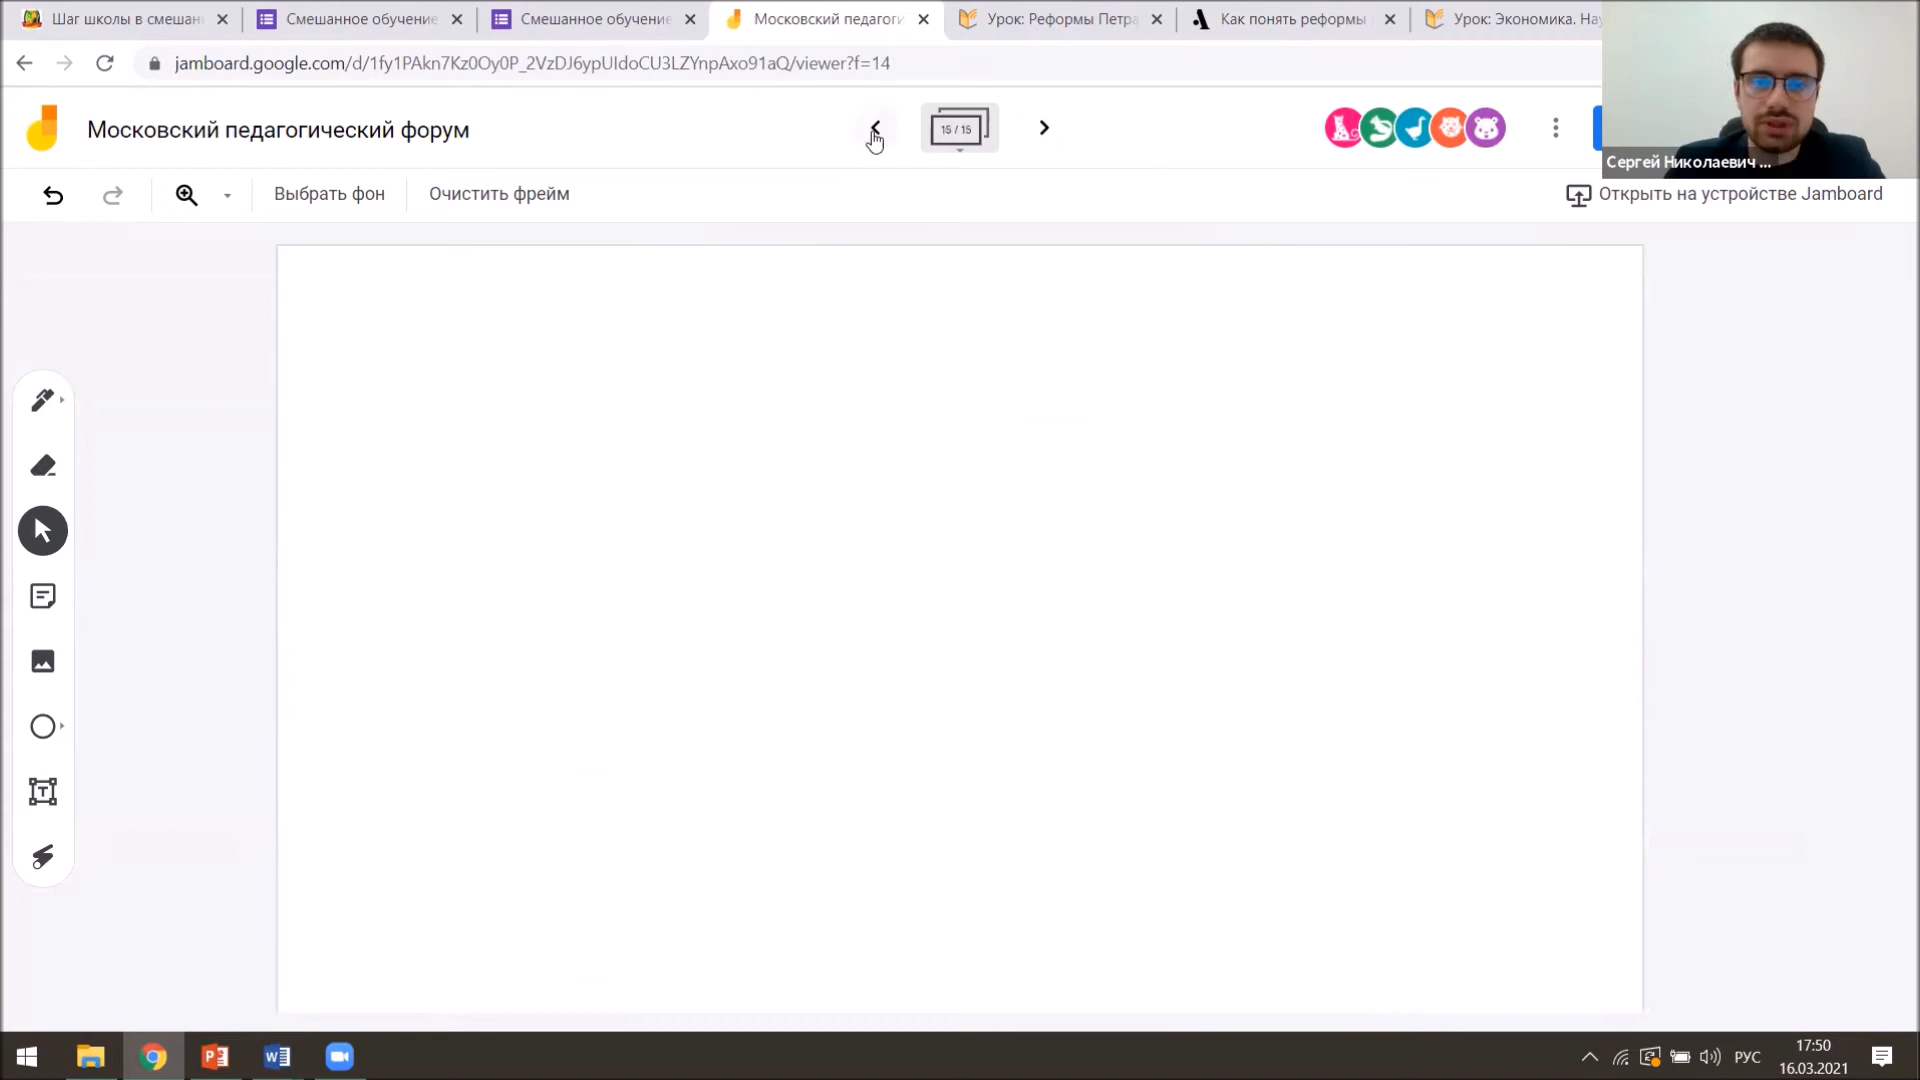 Шаг школы в смешан
Смешанное обучение
Смешанное обучение
Московский педагоги
Урок: Реформы Петра
Как понять реформы
Урок: Экономика. Нау
jamboard.google.com/d/1fy1PAkn7Kz0Oy0P_2VzDJ6ypUIdoCU3LZYnpAxo91aQ/viewer?f=14
Московский педагогический форум
15 / 15
Сергей Николаевич ...
Выбрать фон
Очистить фрейм
Открыть на устройстве Jamboard
РУС
17:50
16.03.2021